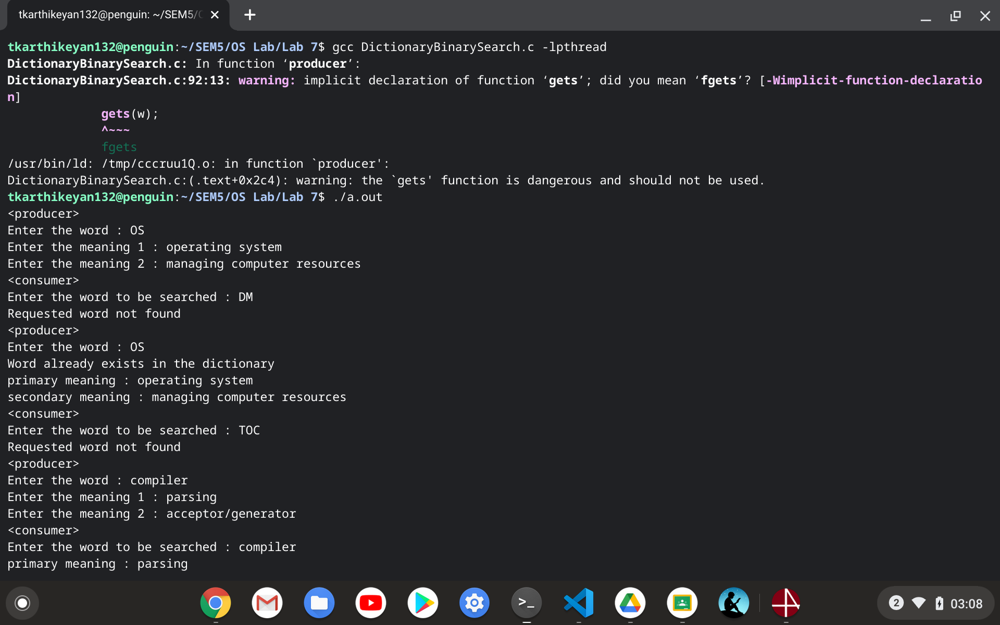 tkarthikeyan132@penguin: ~/SEM5/
tkarthikeyan132@penguin:~/SEM5/OS Lab/Lab 7$ gcc DictionaryBinarySearch.c -lpthread
DictionaryBinarySearch.c: In function ‘producer’:
DictionaryBinarySearch.c:92:13: warning: implicit declaration of function ‘gets’; did you mean ‘fgets’? [-Wimplicit-function-declaratio
n]
             gets(w);
             ^~~~
             fgets
/usr/bin/ld: /tmp/cccruu1Q.o: in function `producer':
DictionaryBinarySearch.c:(.text+0x2c4): warning: the `gets' function is dangerous and should not be used.
tkarthikeyan132@penguin:~/SEM5/OS Lab/Lab 7$ ./a.out
<producer>
Enter the word : OS
Enter the meaning 1 : operating system
Enter the meaning 2 : managing computer resources
<consumer>
Enter the word to be searched : DM
Requested word not found
<producer>
Enter the word : OS
Word already exists in the dictionary
primary meaning : operating system
secondary meaning : managing computer resources
<consumer>
Enter the word to be searched : TOC
Requested word not found
<producer>
Enter the word : compiler
Enter the meaning 1 : parsing
Enter the meaning 2 : acceptor/generator
<consumer>
Enter the word to be searched : compiler
primary meaning : parsing
2 03:08